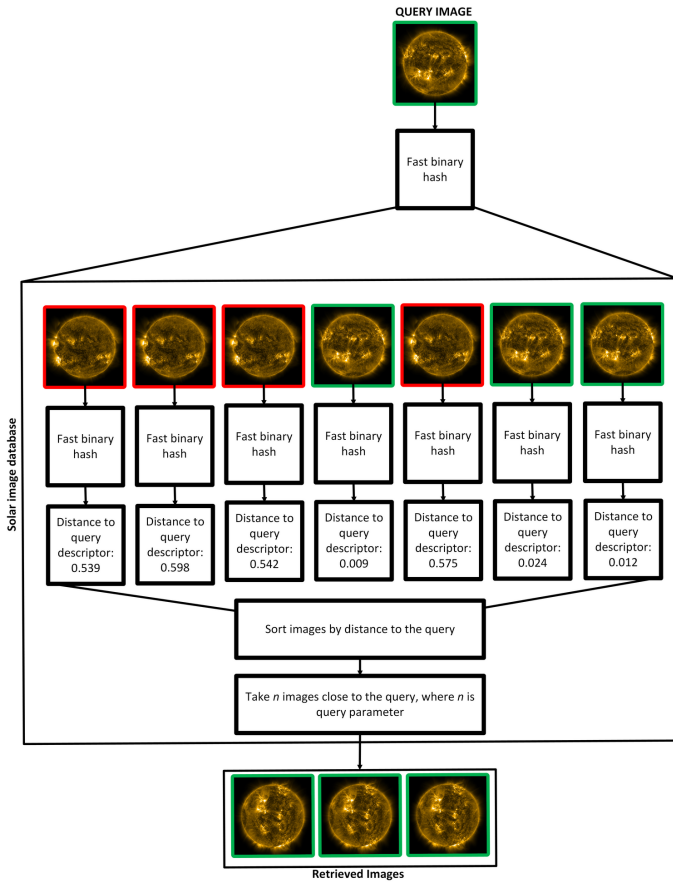 QUERY IMAGE
Fast binary
hash
Solar image database
Fast binary
hash
Fast binary
hash
Fast binary
hash
Fast binary
hash
Fast binary
hash
Fast binary
hash
Fast binary
hash
Distance to
query
descriptor:
0.539
Distance to
query
descriptor:
0.598
Distance to
query
descriptor:
0.542
Distance to
query
descriptor:
0.009
Distance to
query
descriptor:
0.575
Distance to
query
descriptor:
0.024
Distance to
query
descriptor:
0.012
Sort images by distance to the query
Take n images close to the query, where n is
query parameter
Retrieved Images